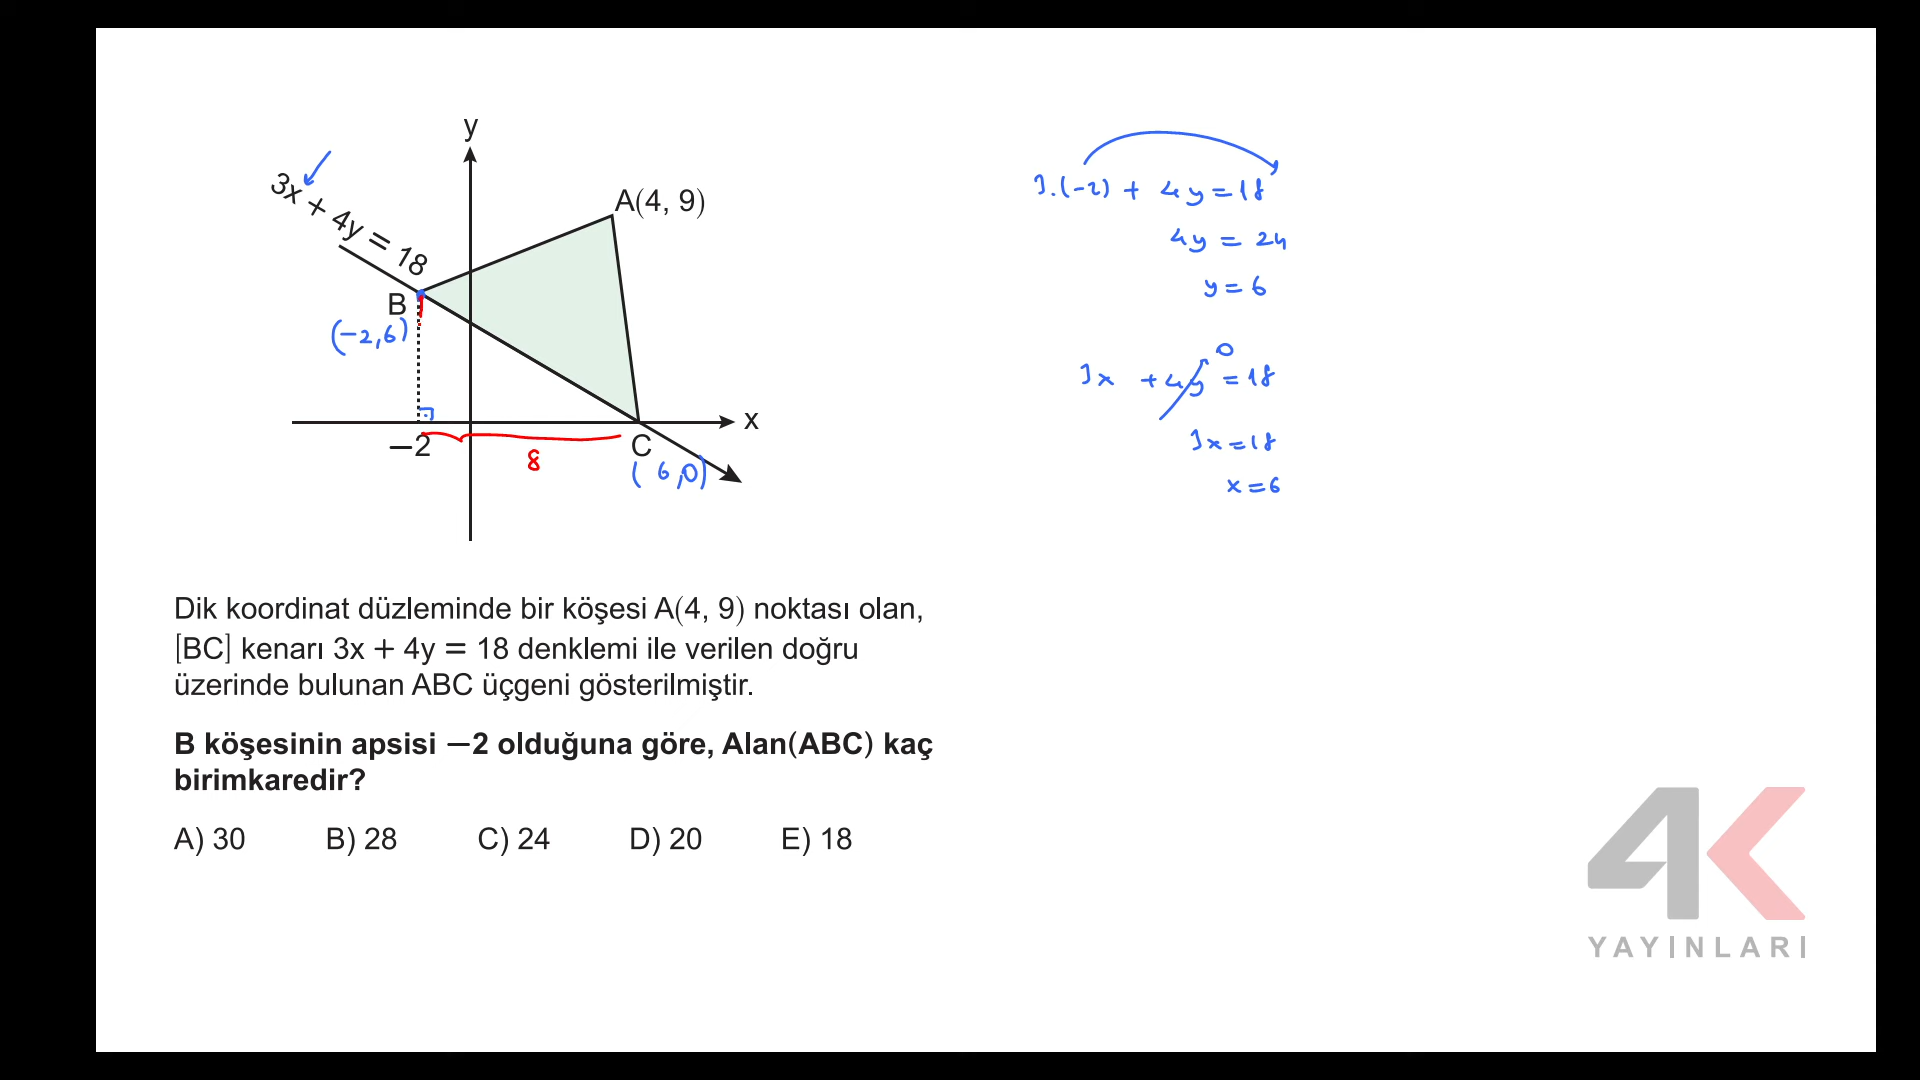 y
3x + 4y = 18
A(4, 9)
B
(-2,6)
x
−2
C
8
( 6,0)
3.(-2) + 4y = 18
4y = 24
y = 6
0
3x + 4y = 18
3x = 18
x = 6
Dik koordinat düzleminde bir köşesi A(4, 9) noktası olan,
[BC] kenarı 3x + 4y = 18 denklemi ile verilen doğru
üzerinde bulunan ABC üçgeni gösterilmiştir.
B köşesinin apsisi −2 olduğuna göre, Alan(ABC) kaç
birimkaredir?
A) 30 B) 28 C) 24 D) 20 E) 18
4K
YAYINLARI